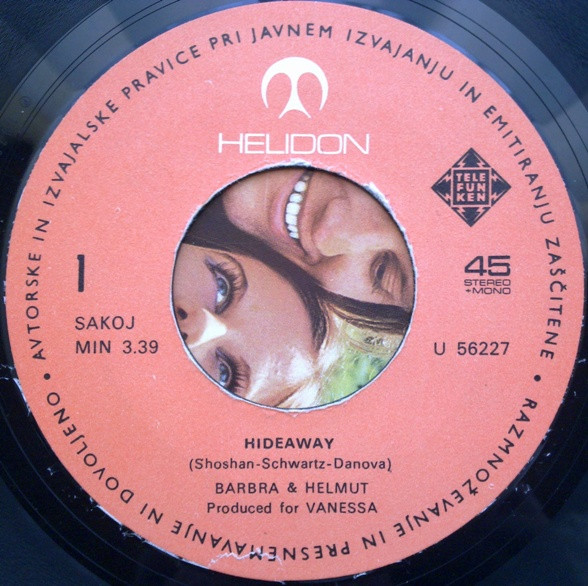 AVTORSKE IN IZVAJALSKE PRAVICE PRI JAVNEM IZVAJANJU IN EMITIRANJU ZAŠČITENE • RAZMNOŽEVANJE IN PRESNEMAVANJE NI DOVOLJENO •
HELIDON
TELE
FUN
KEN
1
45
STEREO
+MONO
SAKOJ
MIN 3.39
U 56227
HIDEAWAY
(Shoshan-Schwartz-Danova)
BARBRA & HELMUT
Produced for VANESSA